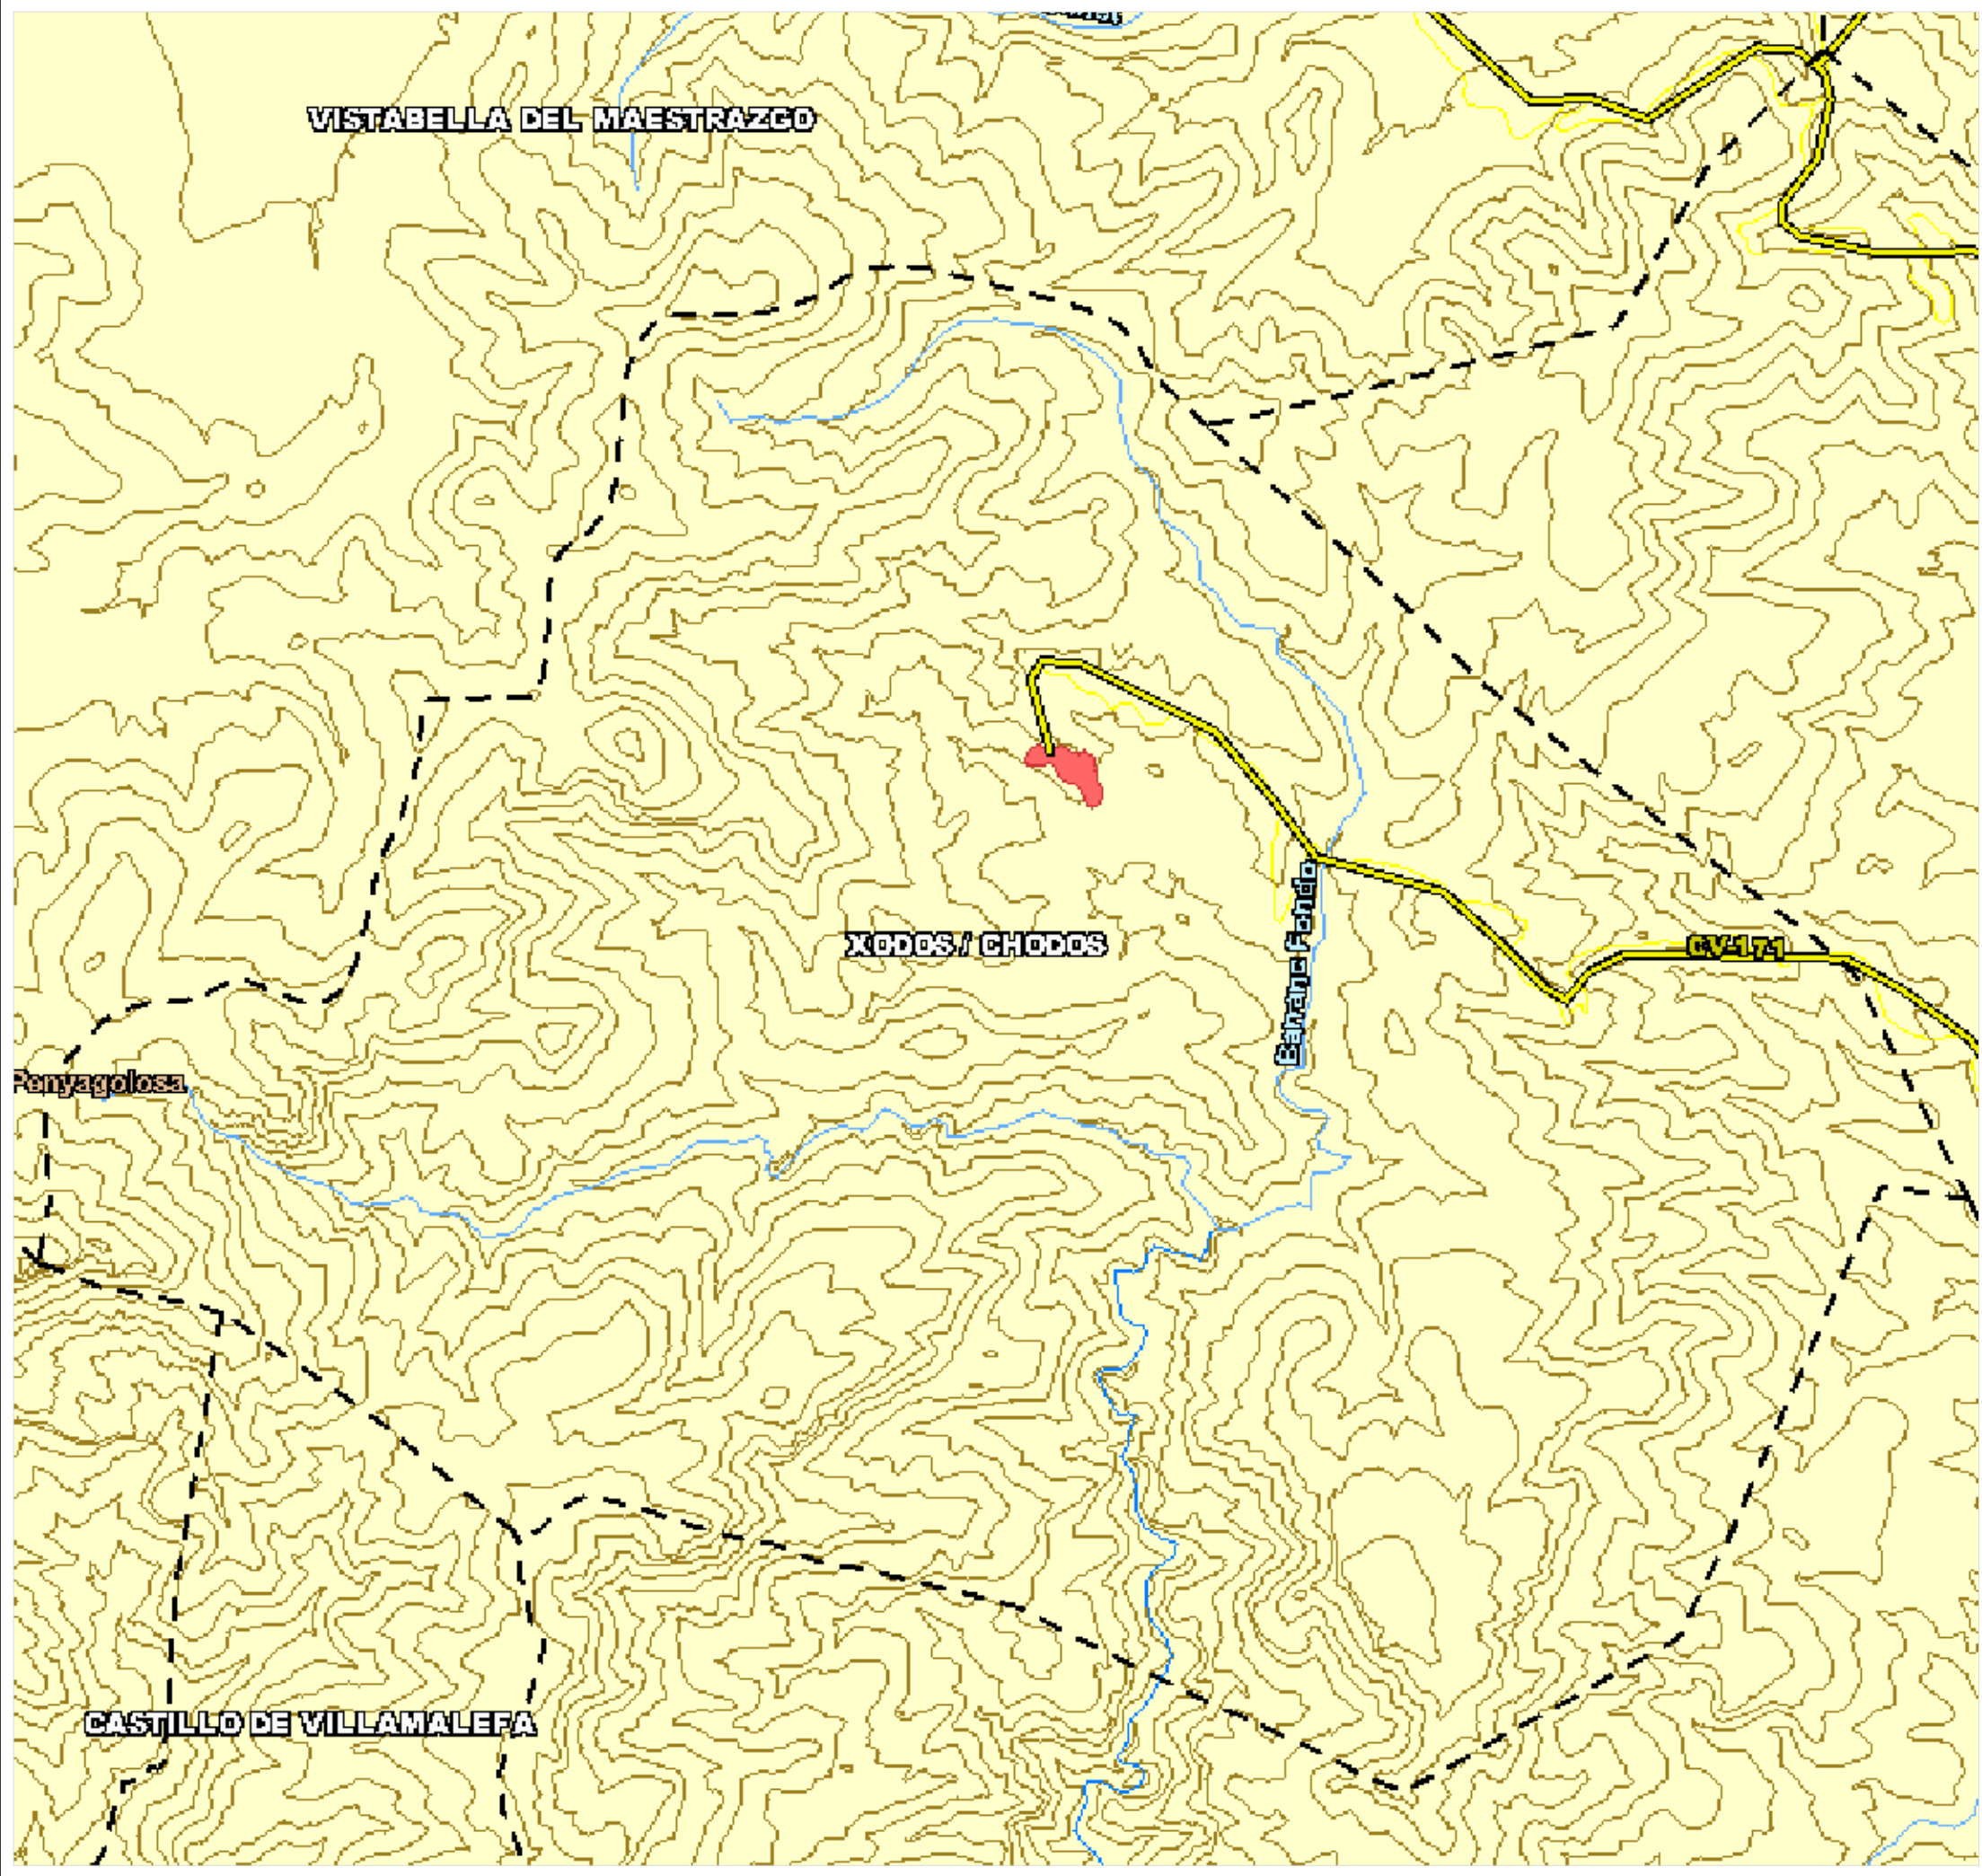 VISTABELLA DEL MAESTRAZGO
XODOS / CHODOS
CV-171
Barranc Fondo
Penyagolosa
CASTILLO DE VILLAMALEFA